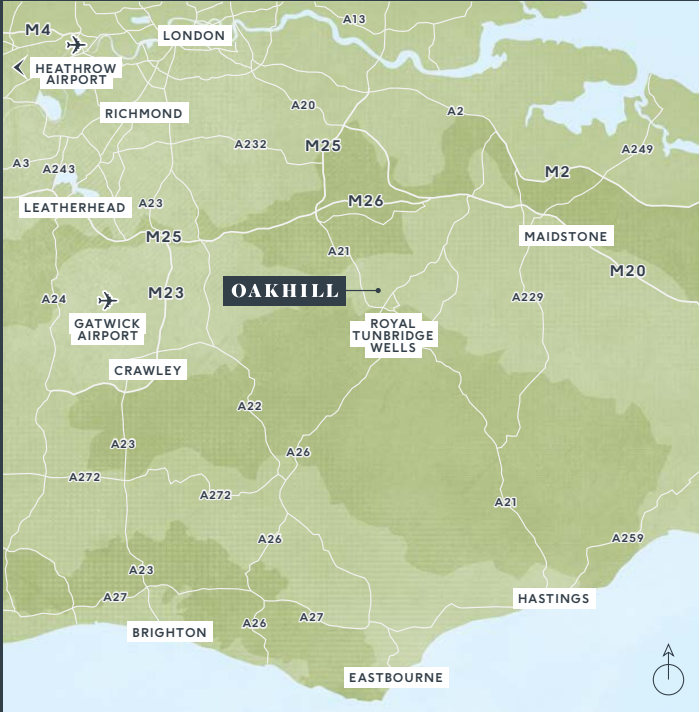 A13
M4
LONDON
HEATHROW
AIRPORT
A20
A2
RICHMOND
A232
M25
A249
A3
A243
M2
LEATHERHEAD
A23
M26
M25
MAIDSTONE
A21
M20
OAKHILL
M23
A24
A229
GATWICK
AIRPORT
ROYAL
TUNBRIDGE
WELLS
CRAWLEY
A22
A23
A26
A272
A272
A21
A26
A259
A23
A27
HASTINGS
BRIGHTON
A26
A27
EASTBOURNE